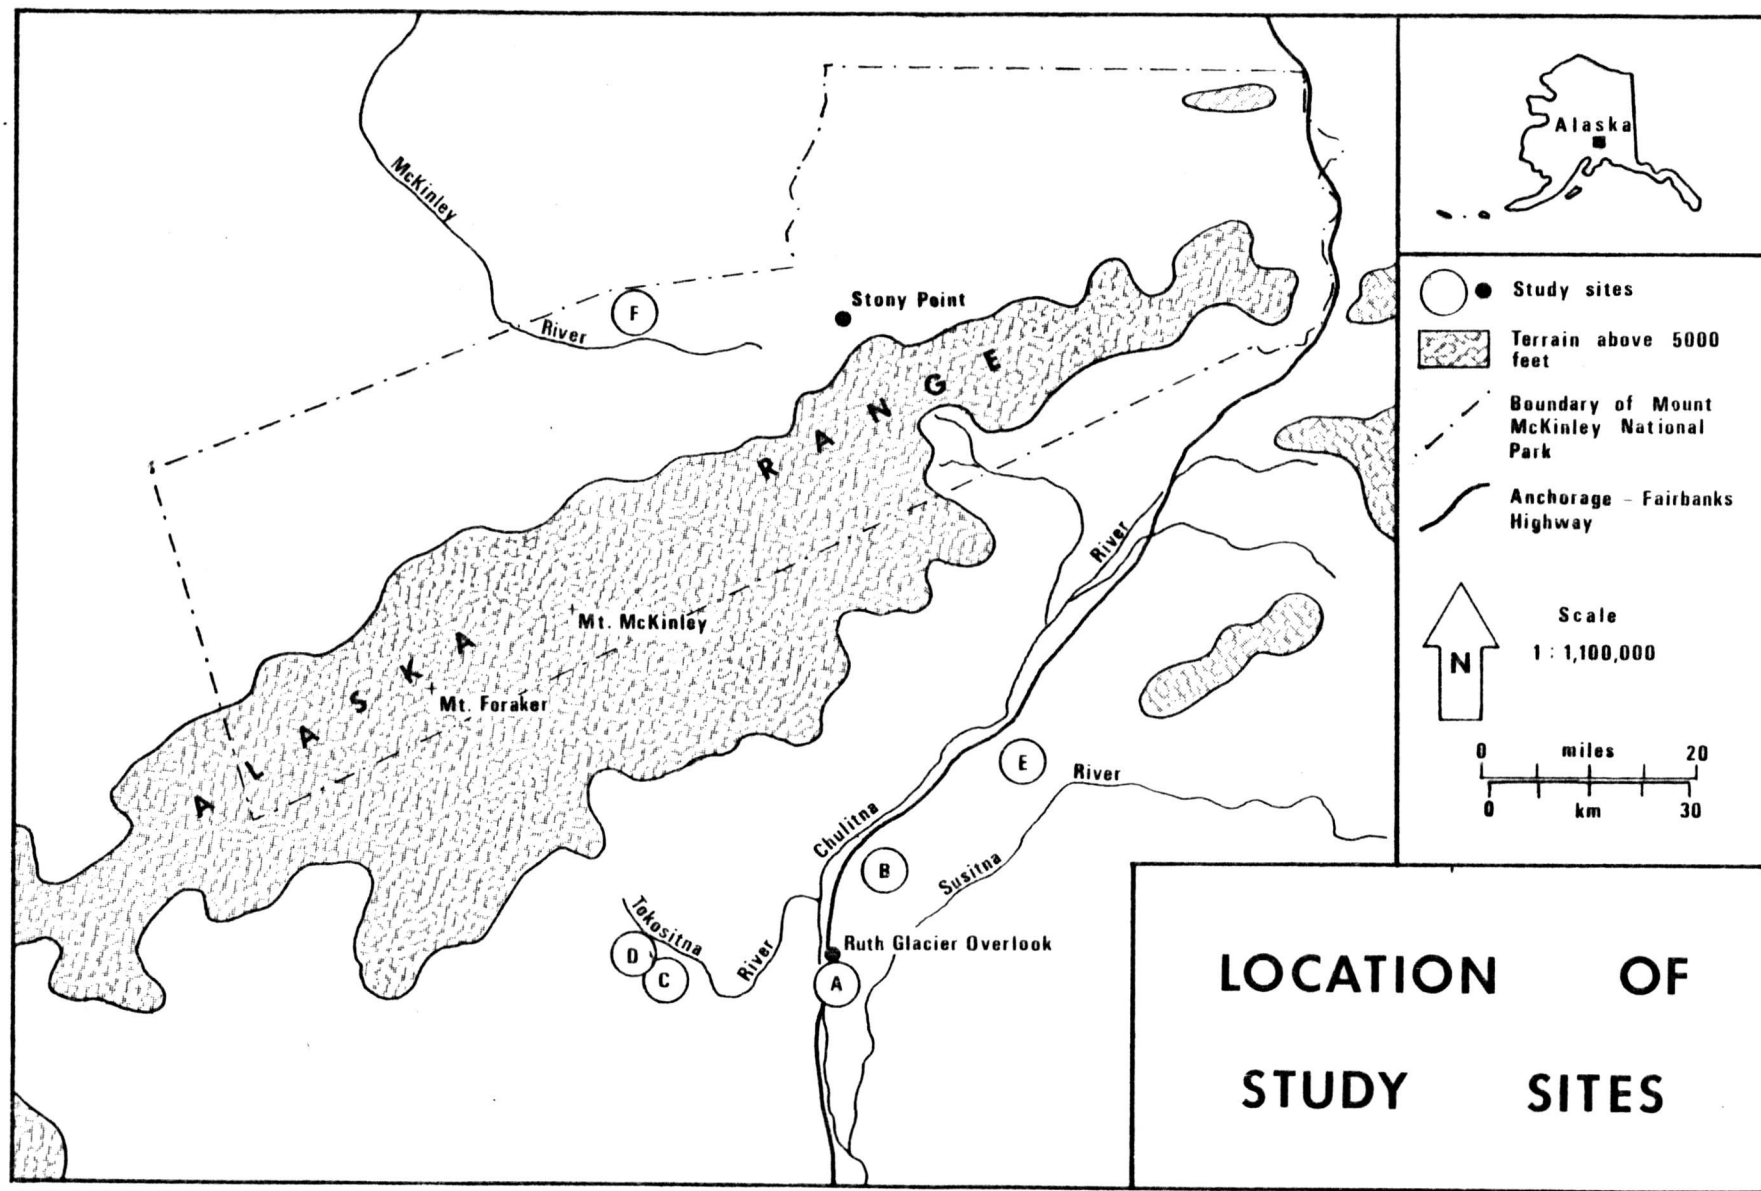 McKinley
River
F
Stony Point
ALASKA RANGE
Mt. McKinley
Mt. Foraker
River
Chulitna
E
River
B
Susitna
Tokositna
River
D
C
Ruth Glacier Overlook
A
Alaska
Study sites
Terrain above 5000
feet
Boundary of Mount
McKinley National
Park
Anchorage - Fairbanks
Highway
N
Scale
1 : 1,100,000
0 miles 20
0 km 30
LOCATION OF
STUDY SITES